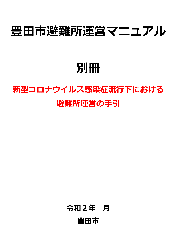 豊田市避難所運営マニュアル
別冊
新型コロナウイルス感染症流行下における
避難所運営の手引
令和２年　月
豊田市